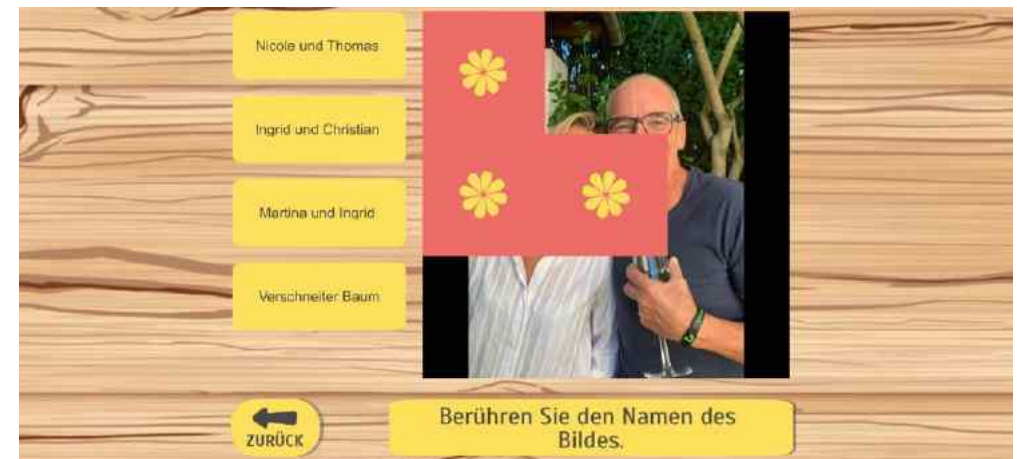 Nicole und Thomas
Ingrid und Christian
Martina und Ingrid
Verschneiter Baum
ZURÜCK
Berühren Sie den Namen des
Bildes.